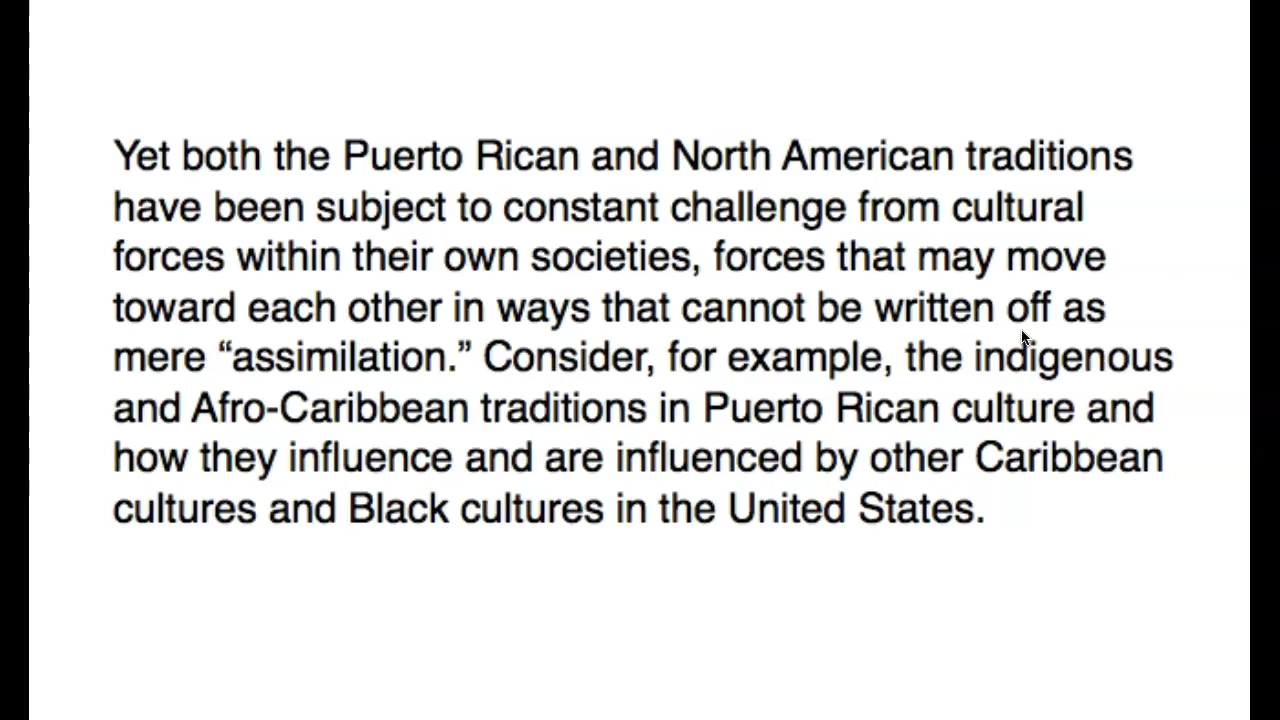 Yet both the Puerto Rican and North American traditions
have been subject to constant challenge from cultural
forces within their own societies, forces that may move
toward each other in ways that cannot be written off as
mere “assimilation.” Consider, for example, the indigenous
and Afro-Caribbean traditions in Puerto Rican culture and
how they influence and are influenced by other Caribbean
cultures and Black cultures in the United States.